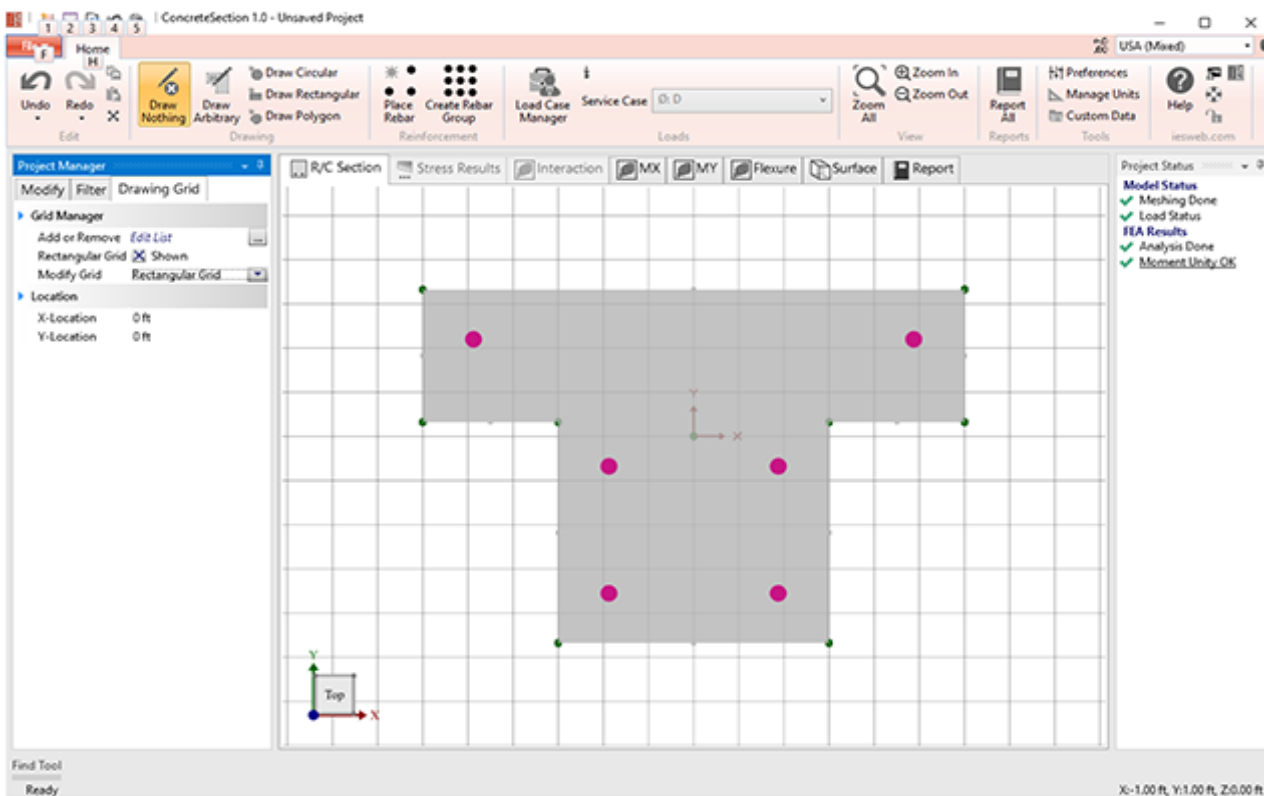 ConcreteSection 1.0 - Unsaved Project
1 2 3 4 5
F Home
H
USA (Mixed)
Undo
Redo
Draw Nothing
Draw Arbitrary
Draw Circular
Draw Rectangular
Draw Polygon
Place Rebar
Create Rebar Group
Load Case Manager
Service Case Ø: D
Zoom All
Zoom In
Zoom Out
Report All
Preferences
Manage Units
Custom Data
Help
Edit
Drawing
Reinforcement
Loads
View
Reports
Tools
iesweb.com
Project Manager
Modify Filter Drawing Grid
Grid Manager
Add or Remove Edit List ...
Rectangular Grid Shown
Modify Grid Rectangular Grid
Location
X-Location 0 ft
Y-Location 0 ft
R/C Section Stress Results Interaction MX MY Flexure Surface Report
Y
X
Y
Top
X
Project Status
Model Status
Meshing Done
Load Status
FEA Results
Analysis Done
Moment Unity OK
Find Tool
Ready
X:-1.00 ft, Y:1.00 ft, Z:0.00 ft